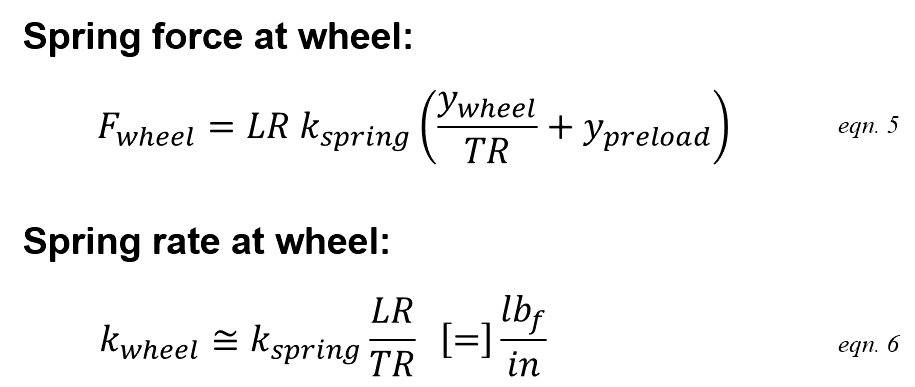 Spring force at wheel:
F_wheel = LR k_spring (y_wheel/TR + y_preload) eqn. 5
Spring rate at wheel:
k_wheel ≅ k_spring LR/TR [=] lb_f/in eqn. 6